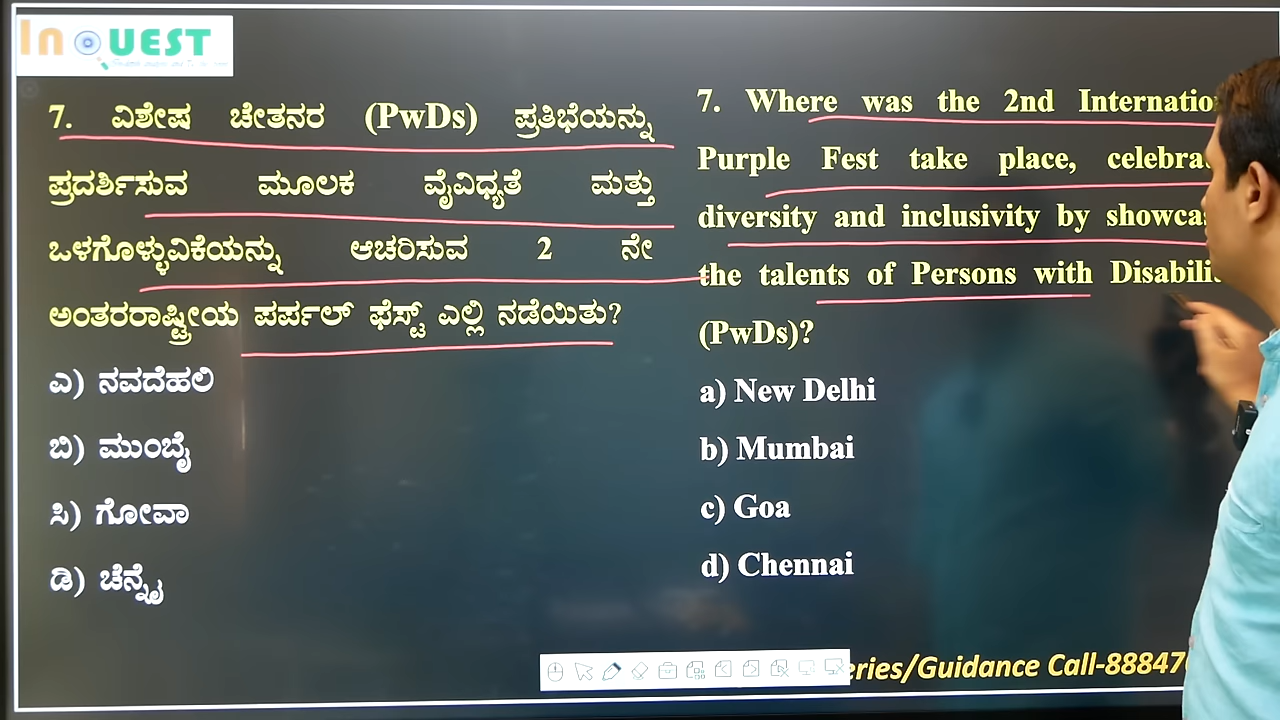 In QUEST
7. ವಿಶೇಷ ಚೇತನರ (PwDs) ಪ್ರತಿಭೆಯನ್ನು
ಪ್ರದರ್ಶಿಸುವ ಮೂಲಕ ವೈವಿಧ್ಯತೆ ಮತ್ತು
ಒಳಗೊಳ್ಳುವಿಕೆಯನ್ನು ಆಚರಿಸುವ 2 ನೇ
ಅಂತರರಾಷ್ಟ್ರೀಯ ಪರ್ಪಲ್ ಫೆಸ್ಟ್ ಎಲ್ಲಿ ನಡೆಯಿತು?
ಎ) ನವದೆಹಲಿ
ಬಿ) ಮುಂಬೈ
ಸಿ) ಗೋವಾ
ಡಿ) ಚೆನ್ನೈ
7. Where was the 2nd Internatio
Purple Fest take place, celebra
diversity and inclusivity by showca
the talents of Persons with Disabili
(PwDs)?
a) New Delhi
b) Mumbai
c) Goa
d) Chennai
eries/Guidance Call-88847